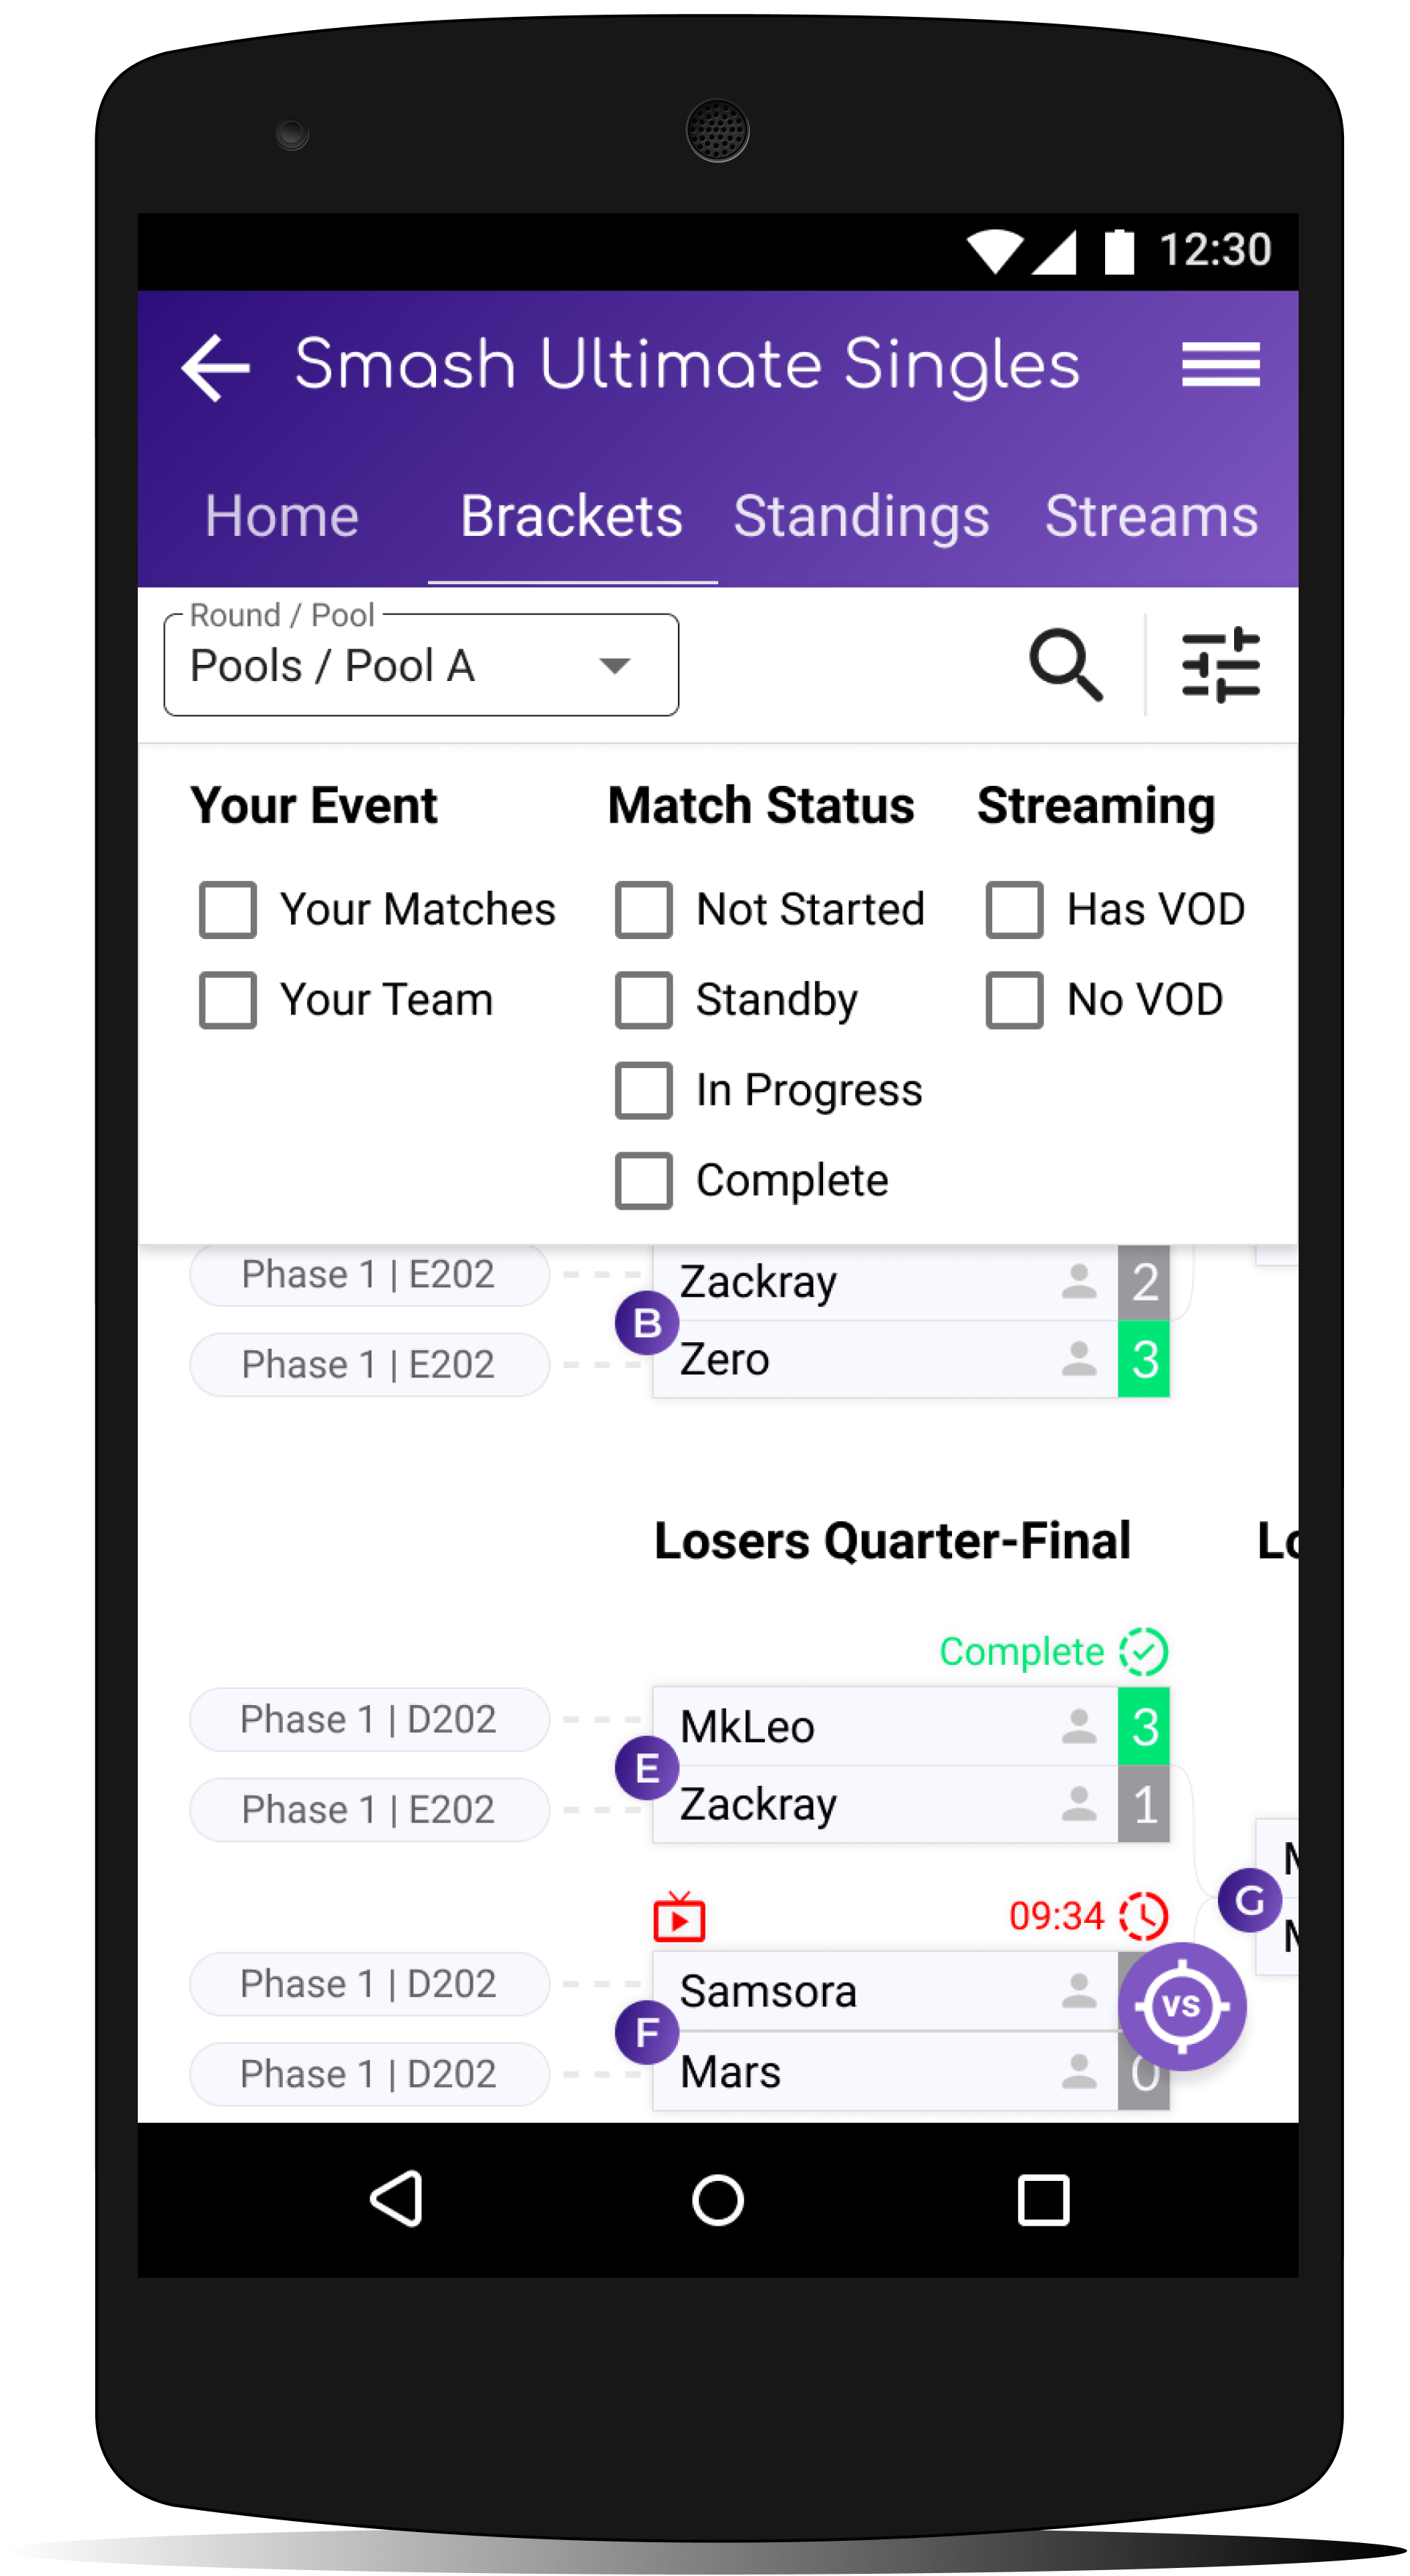 12:30
Smash Ultimate Singles
Home Brackets Standings Streams
Round / Pool
Pools / Pool A
Your Event Match Status Streaming
Your Matches Not Started Has VOD
Your Team Standby No VOD
In Progress
Complete
Phase 1 | E202 Zackray 2
B
Phase 1 | E202 Zero 3
Losers Quarter-Final
Complete
Phase 1 | D202 MkLeo 3
E
Phase 1 | E202 Zackray 1
G
09:34
Phase 1 | D202 Samsora
VS
F
Phase 1 | D202 Mars 0